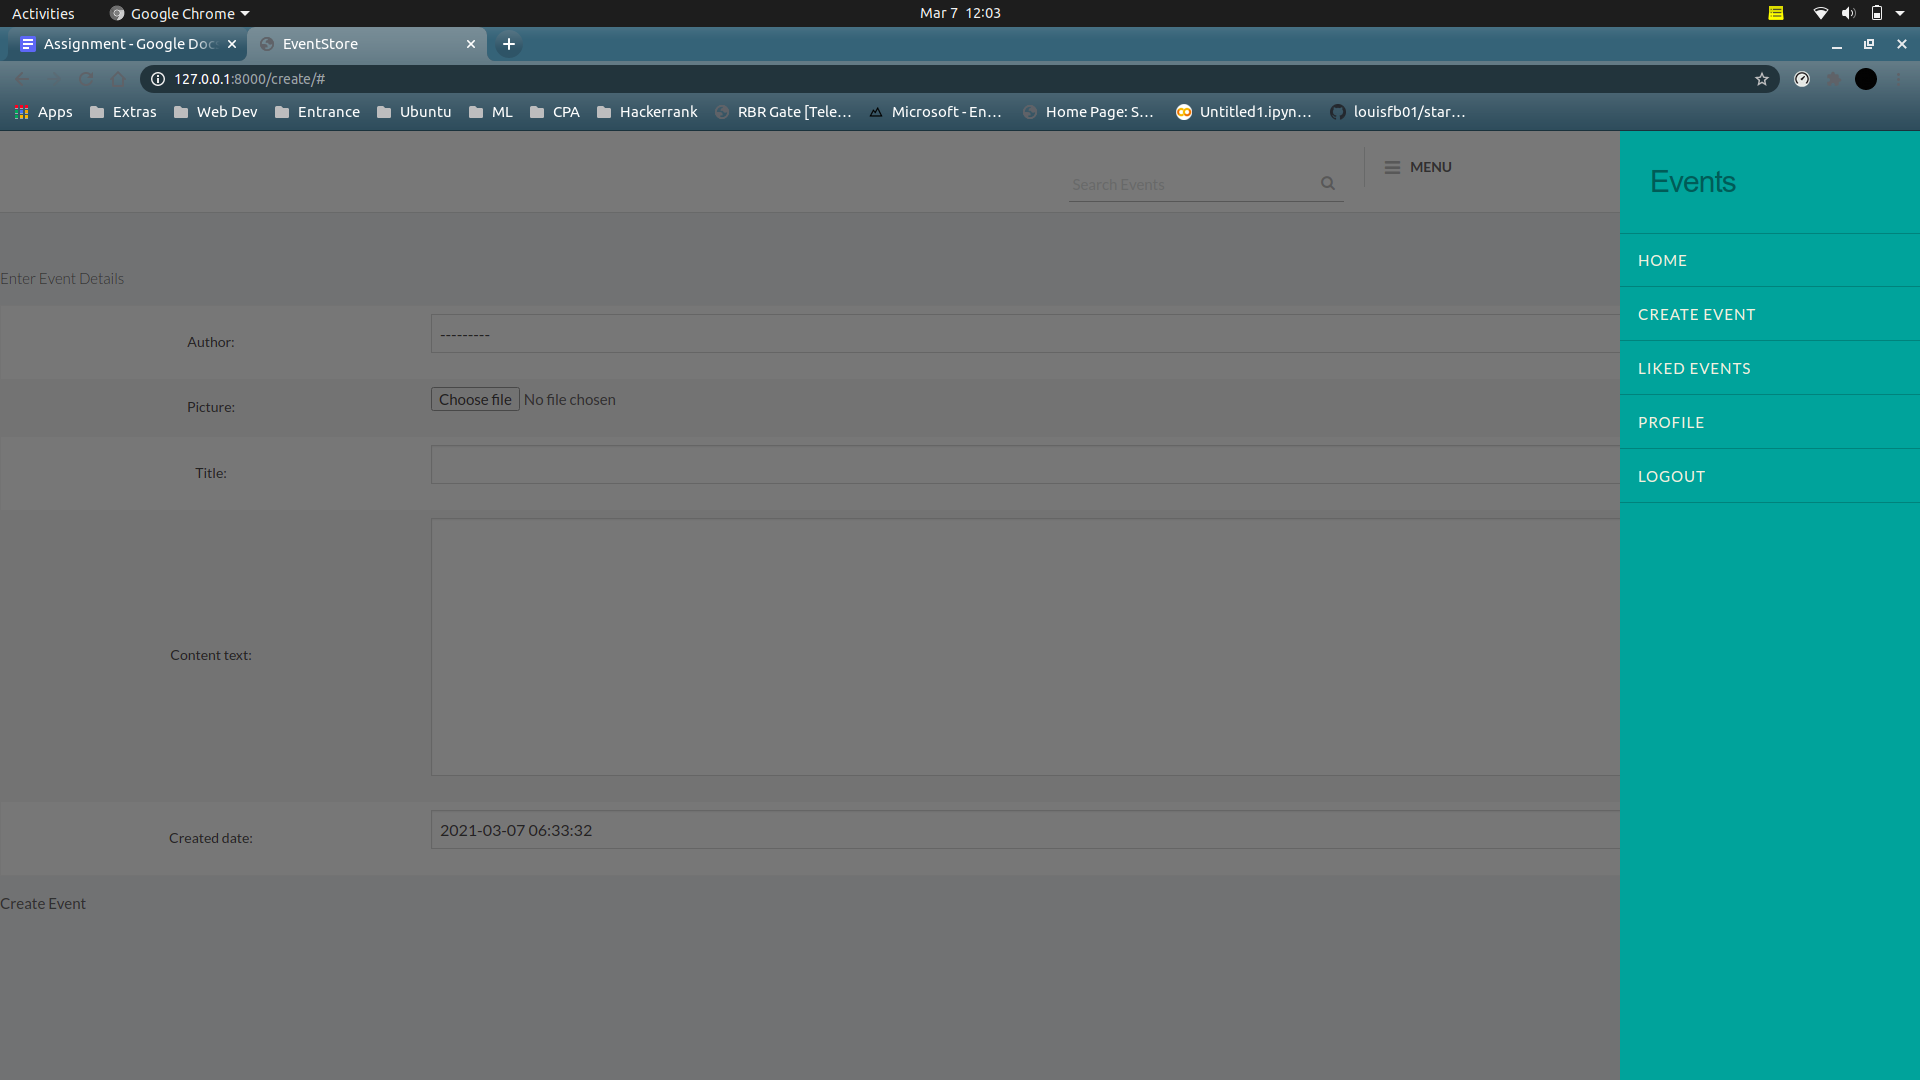 Activities Google Chrome Mar 7 12:03
Assignment - Google Doc EventStore
127.0.0.1:8000/create/#
Apps Extras Web Dev Entrance Ubuntu ML CPA Hackerrank RBR Gate [Tele... Microsoft - En... Home Page: S... Untitled1.ipyn... louisfb01/star...
Search Events MENU
Enter Event Details
Author: ---------
Picture: Choose file No file chosen
Title:
Content text:
Created date: 2021-03-07 06:33:32
Create Event
Events
HOME
CREATE EVENT
LIKED EVENTS
PROFILE
LOGOUT